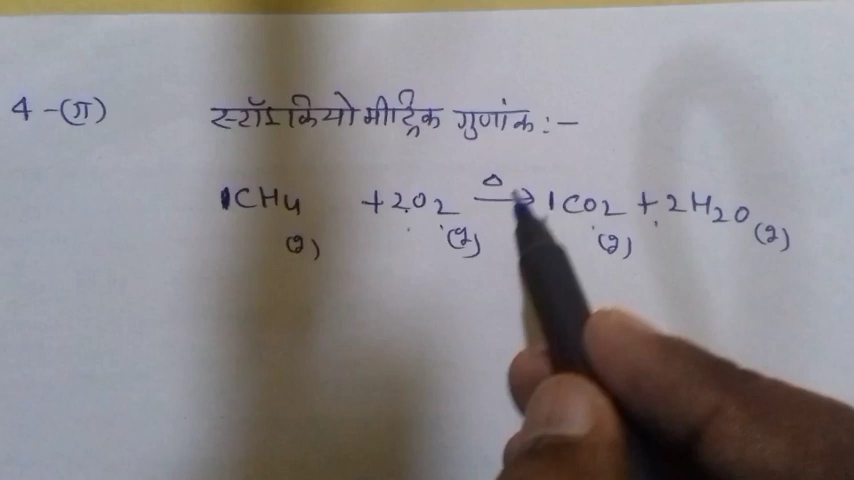 4 - (ग) स्टॉइकियोमीट्रिक गुणांक :-
1CH4 + 2O2 Δ→ 1CO2 + 2H2O
(g) (g) (g) (g)